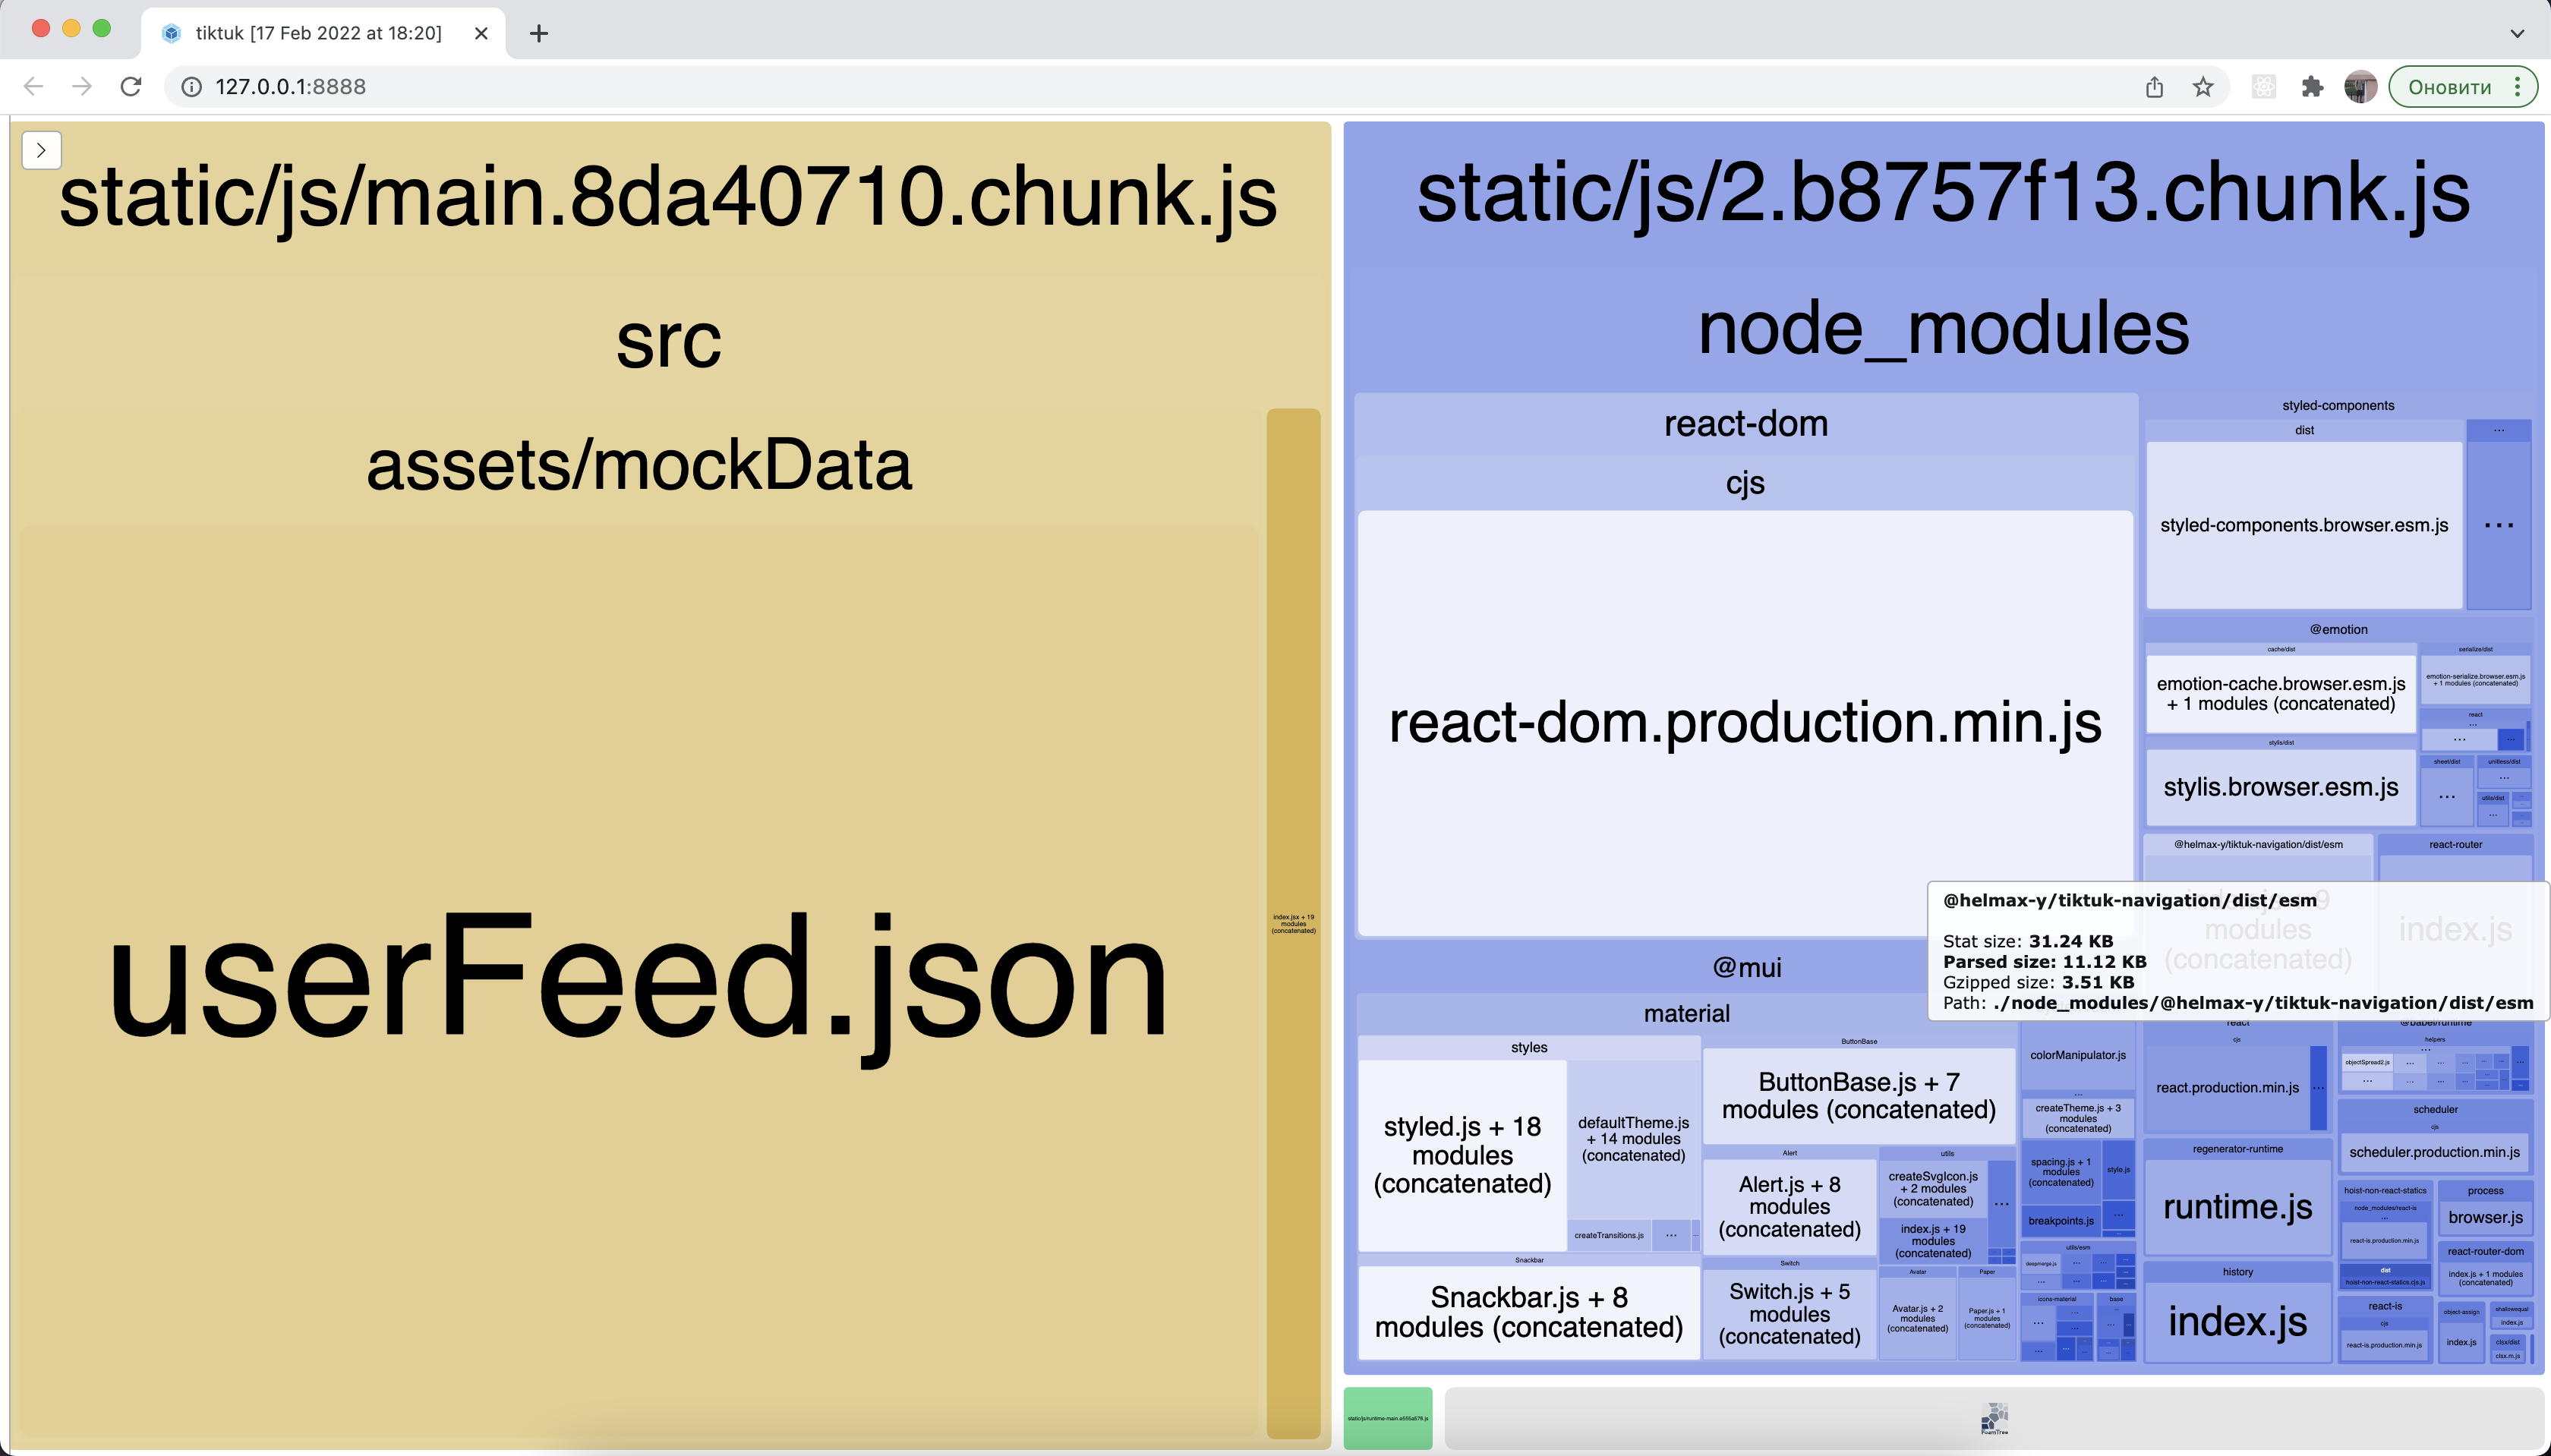 tiktuk [17 Feb 2022 at 18:20]
127.0.0.1:8888
Оновити
static/js/main.8da40710.chunk.js
src
assets/mockData
userFeed.json
index.jsx + 19
modules
(concatenated)
static/js/2.b8757f13.chunk.js
node_modules
react-dom
cjs
react-dom.production.min.js
styled-components
dist
...
styled-components.browser.esm.js
...
@emotion
cache/dist
emotion-cache.browser.esm.js
+ 1 modules (concatenated)
serialize/dist
emotion-serialize.browser.esm.js
+ 1 modules (concatenated)
react
stylis/dist
stylis.browser.esm.js
sheet/dist
unitless/dist
utils/dist
@helmax-y/tiktuk-navigation/dist/esm
modules
(concatenated)
react-router
index.js
@helmax-y/tiktuk-navigation/dist/esm
Stat size: 31.24 KB
Parsed size: 11.12 KB
Gzipped size: 3.51 KB
Path: ./node_modules/@helmax-y/tiktuk-navigation/dist/esm
@mui
material
styles
styled.js + 18
modules
(concatenated)
defaultTheme.js
+ 14 modules
(concatenated)
createTransitions.js
...
Snackbar
Snackbar.js + 8
modules (concatenated)
ButtonBase
ButtonBase.js + 7
modules (concatenated)
Alert
Alert.js + 8
modules
(concatenated)
Switch
Switch.js + 5
modules
(concatenated)
utils
createSvgIcon.js
+ 2 modules
(concatenated)
...
index.js + 19
modules
(concatenated)
Avatar
Avatar.js + 2
modules
(concatenated)
Paper
Paper.js + 1
modules
(concatenated)
colorManipulator.js
...
createTheme.js + 3
modules
(concatenated)
spacing.js + 1
modules
(concatenated)
style.js
breakpoints.js
utils/esm
deepmerge.js
icons-material
base
react
cjs
react.production.min.js
...
regenerator-runtime
runtime.js
history
index.js
@babel/runtime
helpers
objectSpread2.js
scheduler
cjs
scheduler.production.min.js
hoist-non-react-statics
node_modules/react-is
...
react-is.production.min.js
dist
hoist-non-react-statics.cjs.js
react-is
cjs
react-is.production.min.js
process
browser.js
react-router-dom
index.js + 1 modules
(concatenated)
object-assign
index.js
shallowequal
index.js
clsx/dist
clsx.m.js
static/js/runtime-main.e555a576.js
FoamTree